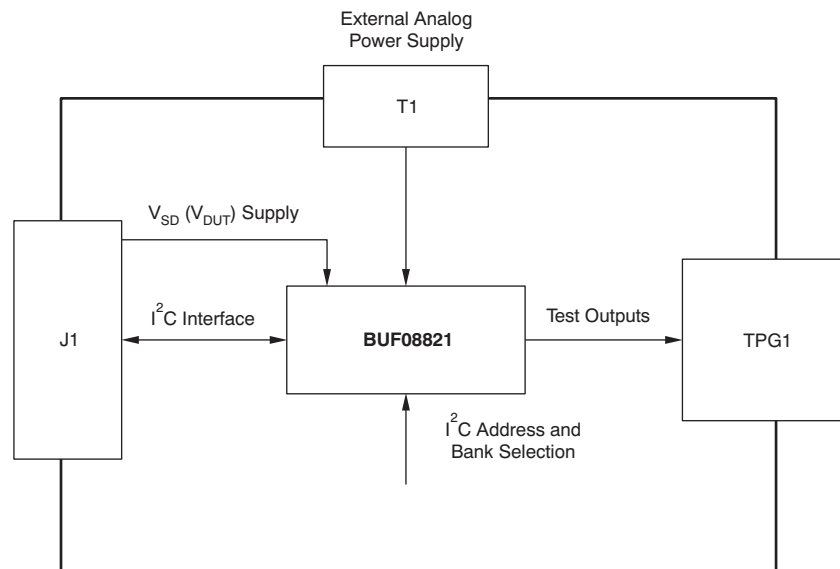 External Analog
Power Supply
T1
V_SD (V_DUT) Supply
I²C Interface
J1
BUF08821
Test Outputs
TPG1
I²C Address and
Bank Selection